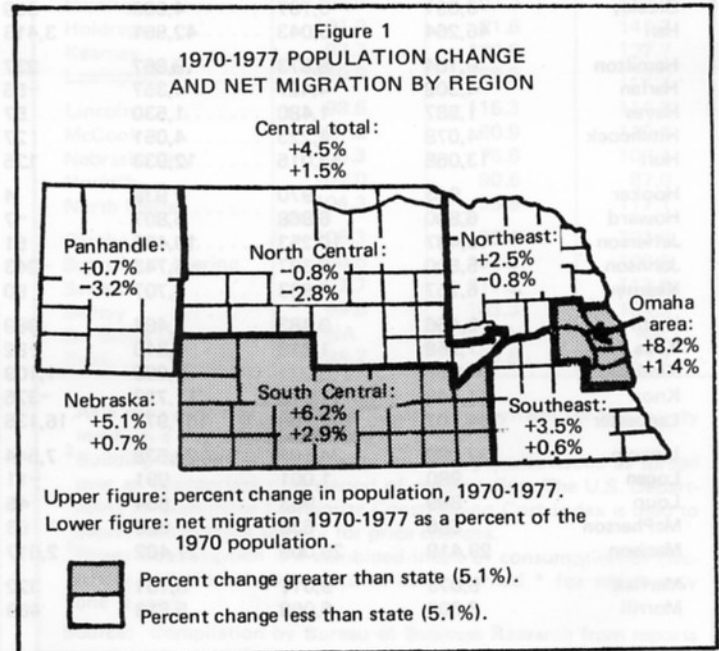 Figure 1
1970-1977 POPULATION CHANGE
AND NET MIGRATION BY REGION
Central total:
+4.5%
+1.5%
Panhandle:
+0.7%
−3.2%
North Central:
−0.8%
−2.8%
Northeast:
+2.5%
−0.8%
Omaha
area:
+8.2%
+1.4%
Nebraska:
+5.1%
+0.7%
South Central:
+6.2%
+2.9%
Southeast:
+3.5%
+0.6%
Upper figure: percent change in population, 1970-1977.
Lower figure: net migration 1970-1977 as a percent of the
1970 population.
Percent change greater than state (5.1%).
Percent change less than state (5.1%).